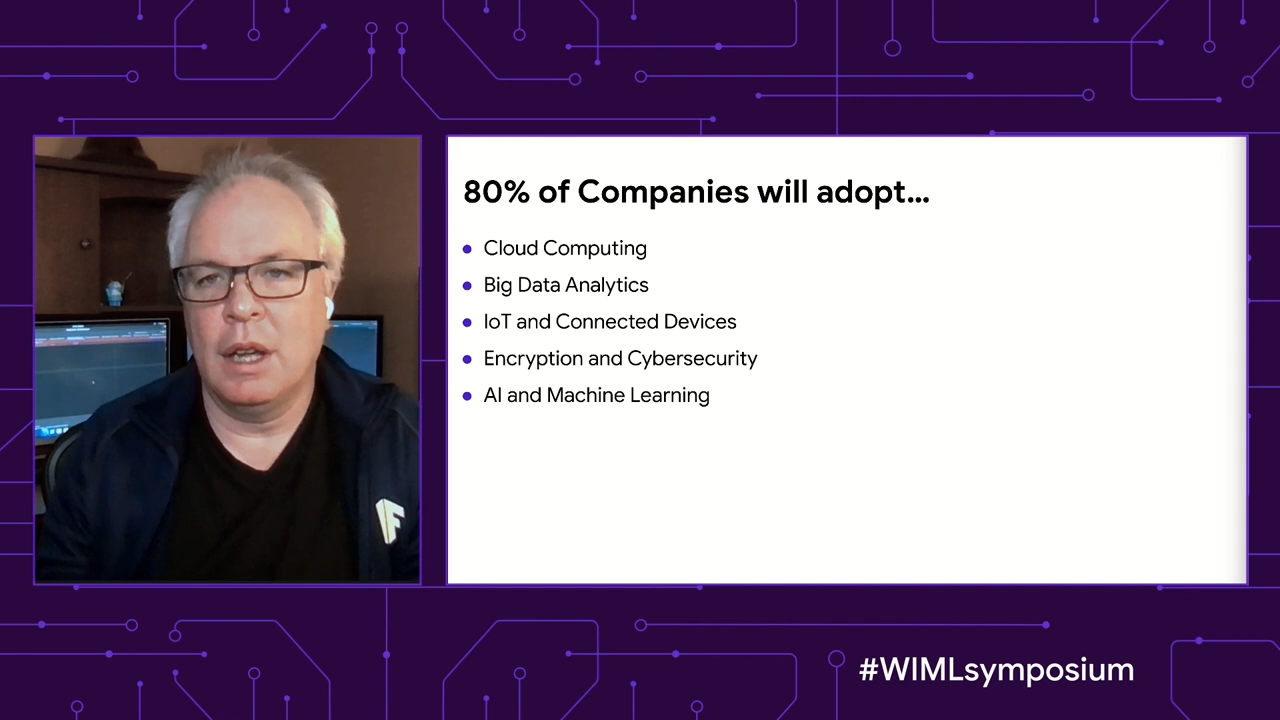 80% of Companies will adopt...
Cloud Computing
Big Data Analytics
IoT and Connected Devices
Encryption and Cybersecurity
AI and Machine Learning
#WIMLsymposium